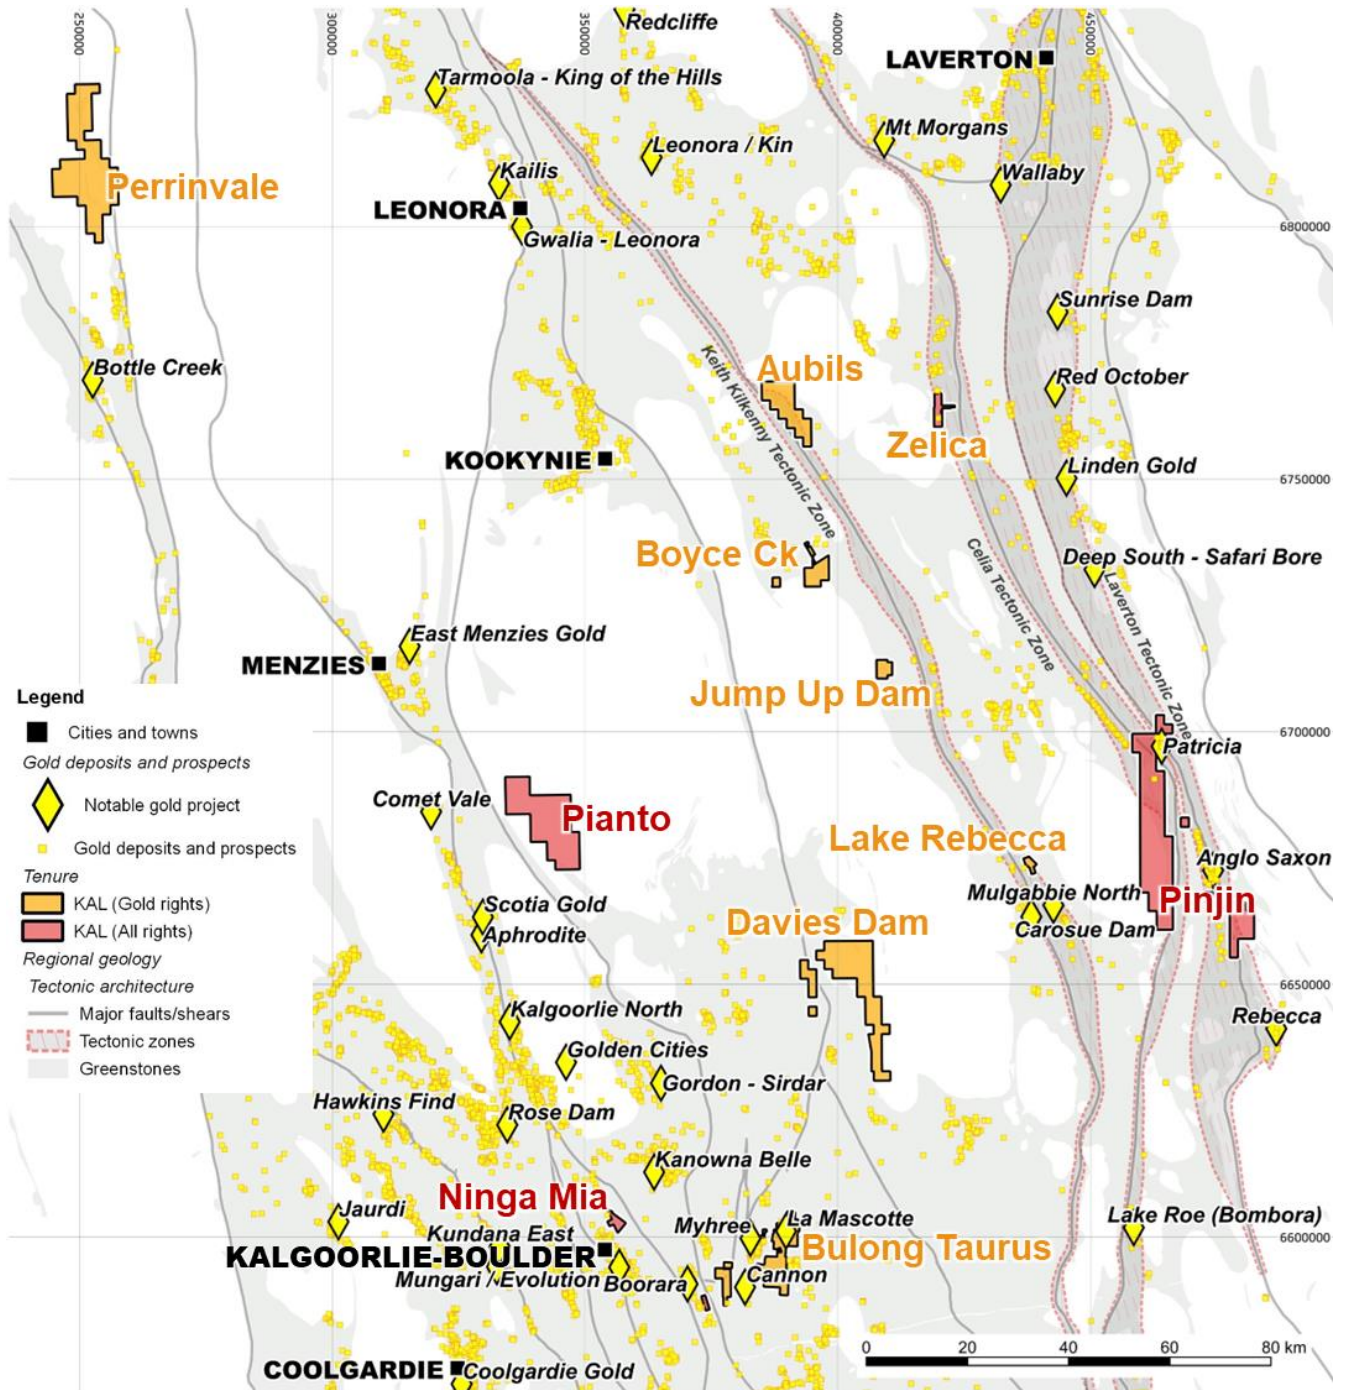 250000
300000
350000
400000
450000
Redcliffe
LAVERTON
Tarmoola - King of the Hills
Mt Morgans
Leonora / Kin
Kailis
Wallaby
Perrinvale
LEONORA
Gwalia - Leonora
6800000
Sunrise Dam
Bottle Creek
Aubils
Red October
Keith Kilkenny Tectonic Zone
Zelica
KOOKYNIE
Linden Gold
6750000
Boyce Ck
Deep South - Safari Bore
Celia Tectonic Zone
Laverton Tectonic Zone
East Menzies Gold
MENZIES
Jump Up Dam
6700000
Patricia
Legend
Cities and towns
Gold deposits and prospects
Notable gold project
Gold deposits and prospects
Tenure
KAL (Gold rights)
KAL (All rights)
Regional geology
Tectonic architecture
Major faults/shears
Tectonic zones
Greenstones
Comet Vale
Pianto
Lake Rebecca
Anglo Saxon
Mulgabbie North
Pinjin
Scotia Gold
Davies Dam
Carosue Dam
Aphrodite
6650000
Kalgoorlie North
Rebecca
Golden Cities
Gordon - Sirdar
Hawkins Find
Rose Dam
Kanowna Belle
Ninga Mia
Jaurdi
Myhree
La Mascotte
Lake Roe (Bombora)
Kundana East
6600000
KALGOORLIE-BOULDER
Bulong Taurus
Mungari / Evolution
Boorara
Cannon
0 20 40 60 80 km
COOLGARDIE
Coolgardie Gold